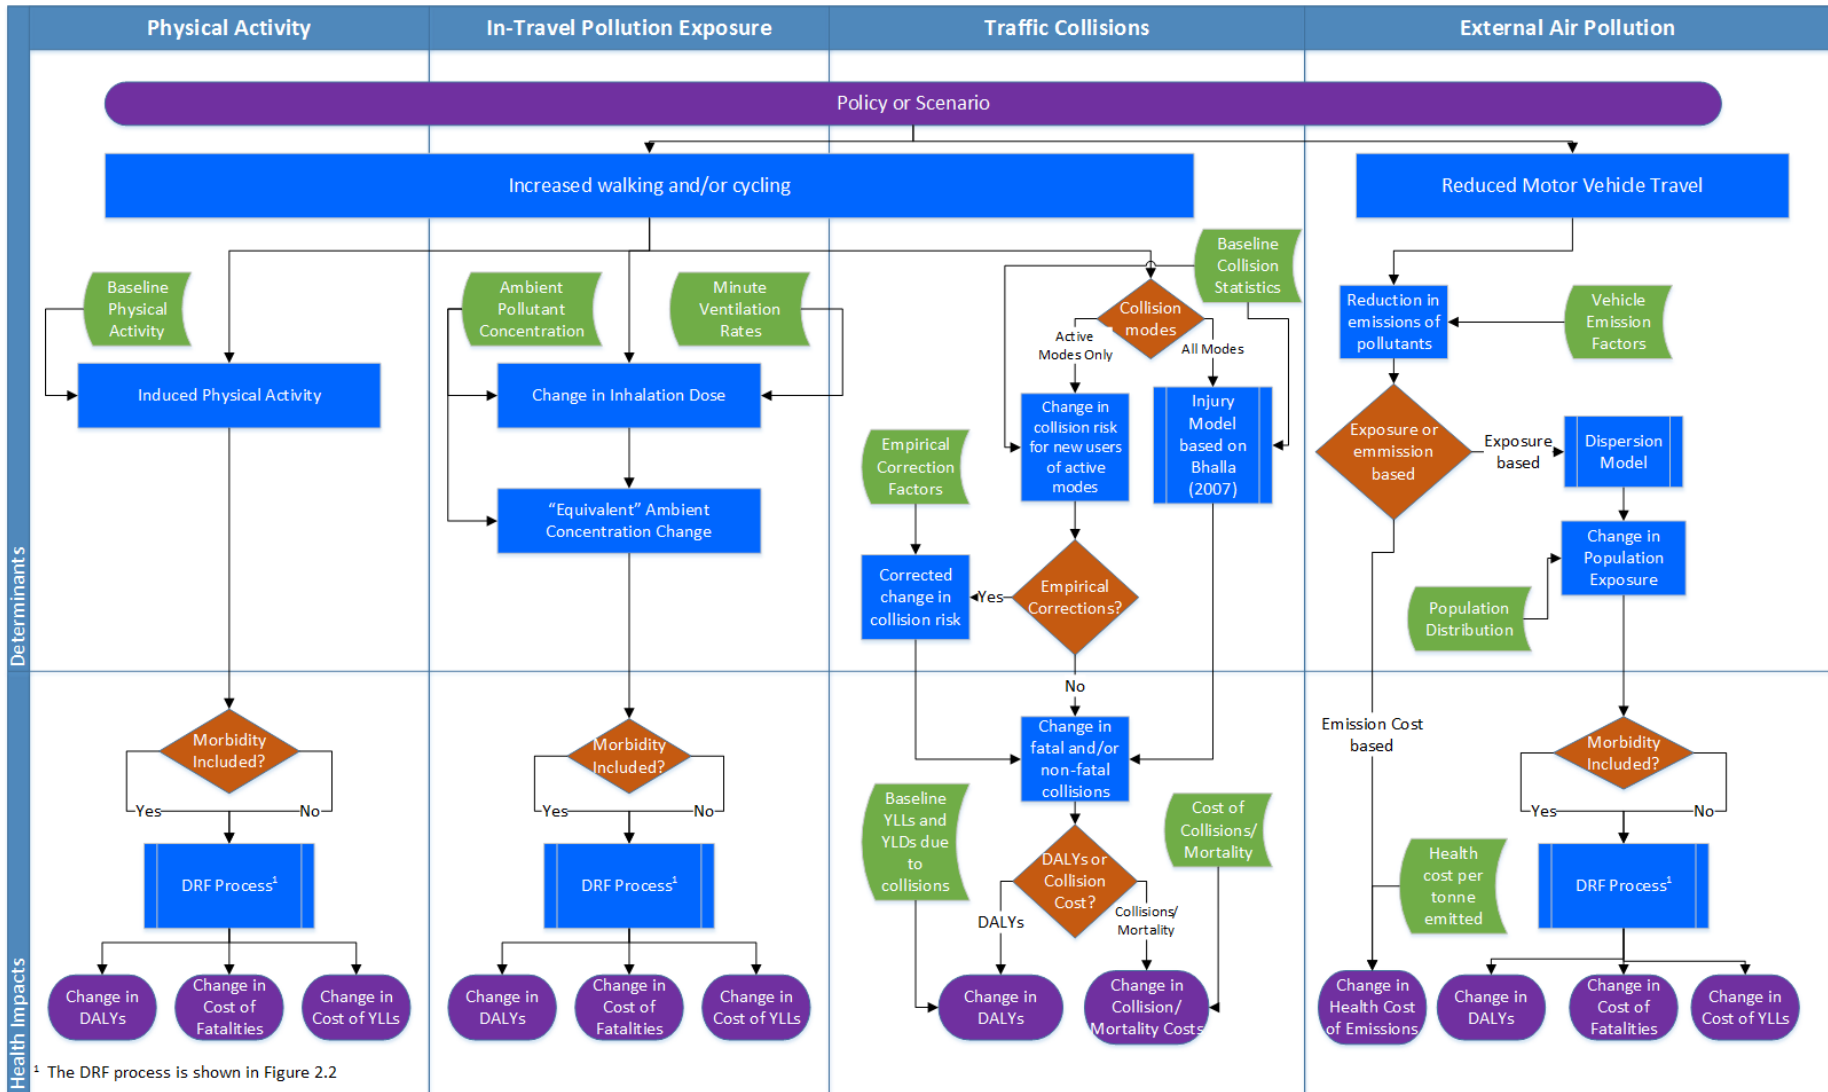 Physical Activity
In-Travel Pollution Exposure
Traffic Collisions
External Air Pollution
Determinants
Health Impacts
Policy or Scenario
Increased walking and/or cycling
Reduced Motor Vehicle Travel
Baseline
Physical
Activity
Induced Physical Activity
Morbidity
Included?
Yes
No
DRF Process1
Change in
DALYs
Change in
Cost of
Fatalities
Change in
Cost of YLLs
1 The DRF process is shown in Figure 2.2
Ambient
Pollutant
Concentration
Minute
Ventilation
Rates
Change in Inhalation Dose
“Equivalent” Ambient
Concentration Change
Morbidity
Included?
Yes
No
DRF Process1
Change in
DALYs
Change in
Cost of
Fatalities
Change in
Cost of YLLs
Baseline
Collision
Statistics
Collision
modes
Active
Modes Only
All Modes
Change in
collision risk
for new users
of active
modes
Injury
Model
based on
Bhalla
(2007)
Empirical
Correction
Factors
Corrected
change in
collision risk
Yes
Empirical
Corrections?
No
Change in
fatal and/or
non-fatal
collisions
Baseline
YLLs and
YLDs due
to
collisions
Cost of
Collisions/
Mortality
DALYs or
Collision
Cost?
DALYs
Collisions/
Mortality
Change in
DALYs
Change in
Collision/
Mortality Costs
Reduction in
emissions of
pollutants
Vehicle
Emission
Factors
Exposure or
emmission
based
Exposure
based
Dispersion
Model
Change in
Population
Exposure
Population
Distribution
Emission Cost
based
Morbidity
Included?
Yes
No
Health
cost per
tonne
emitted
DRF Process1
Change in
Health Cost
of Emissions
Change in
DALYs
Change in
Cost of
Fatalities
Change in
Cost of YLLs